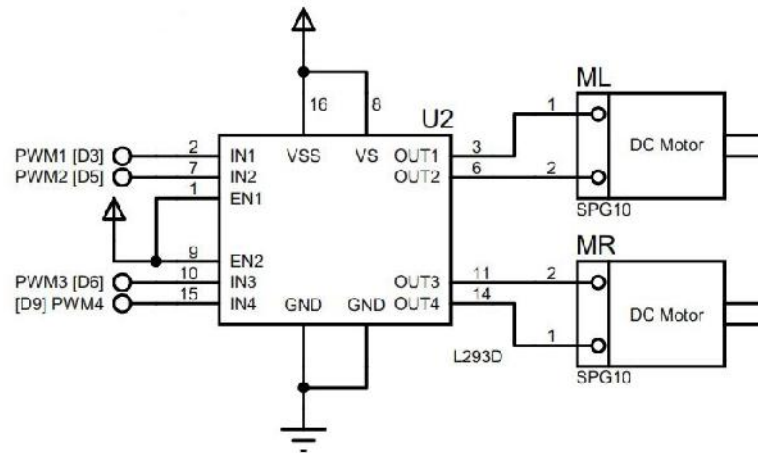 ML
16 8
U2
1
DC Motor
PWM1 [D3] 2 IN1 VSS VS OUT1 3
PWM2 [D5] 7 IN2 OUT2 6 2
1 EN1
SPG10
MR
9 EN2
PWM3 [D6] 10 IN3 OUT3 11 2
[D9] PWM4 15 IN4 GND GND OUT4 14
DC Motor
1
L293D
SPG10